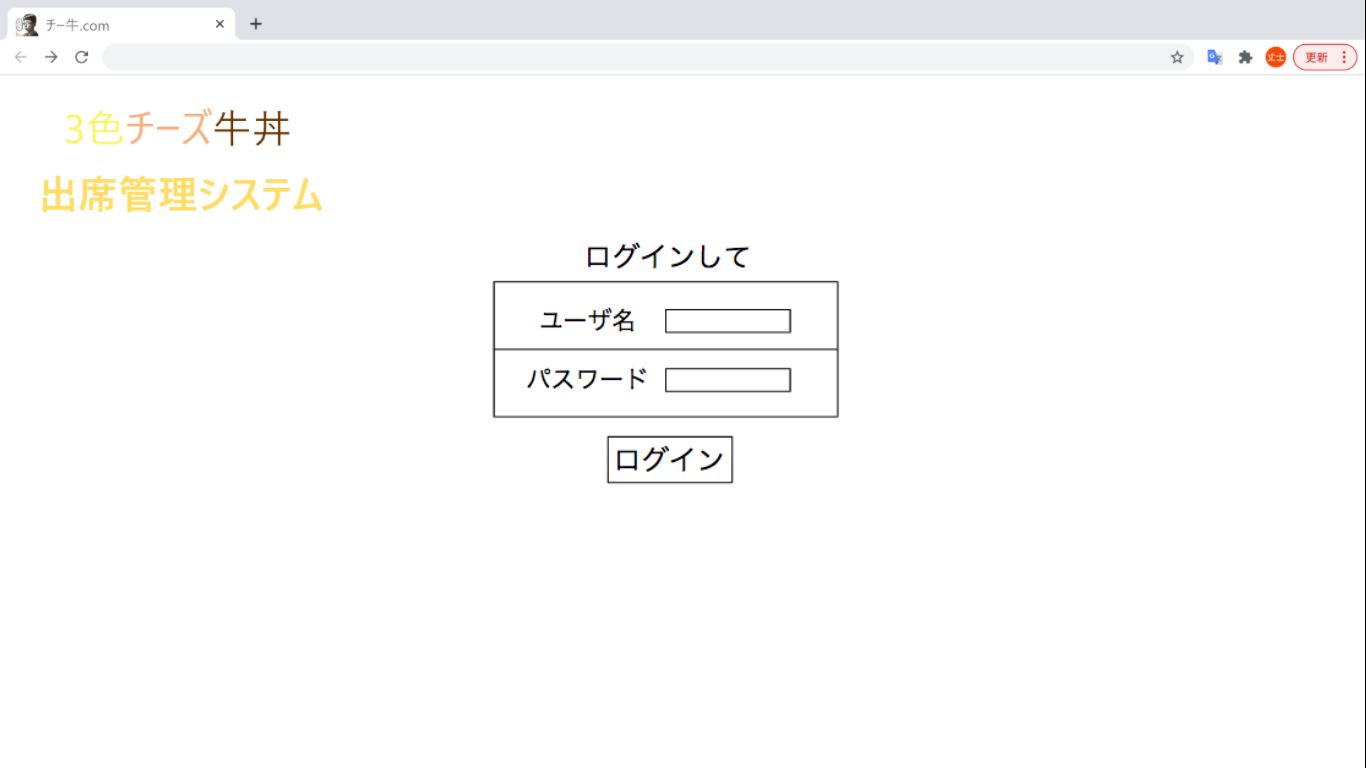 チー牛.com
丈士
更新
3色チーズ牛丼
出席管理システム
ログインして
ユーザ名
パスワード
ログイン